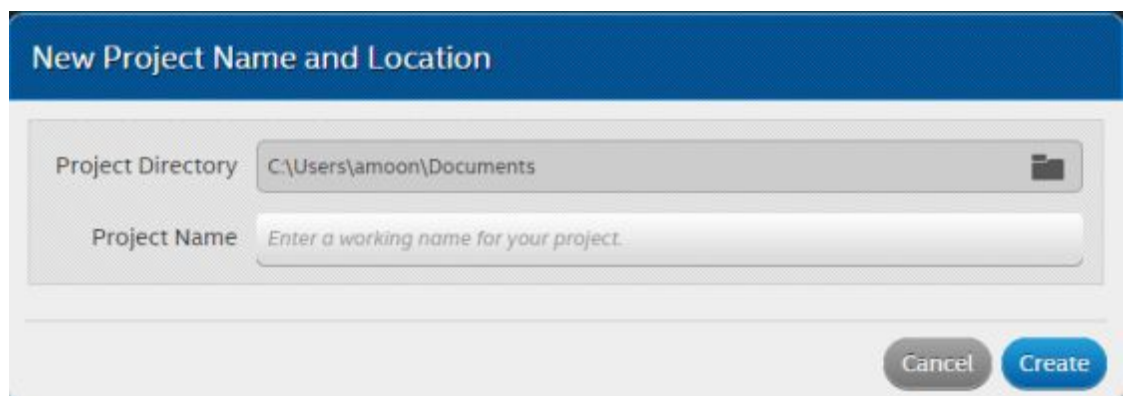 New Project Name and Location
Project Directory C:\Users\amoon\Documents
Project Name Enter a working name for your project.
Cancel Create